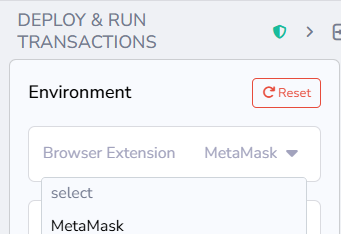 DEPLOY & RUN
TRANSACTIONS
Environment
Reset
Browser Extension MetaMask
select
MetaMask